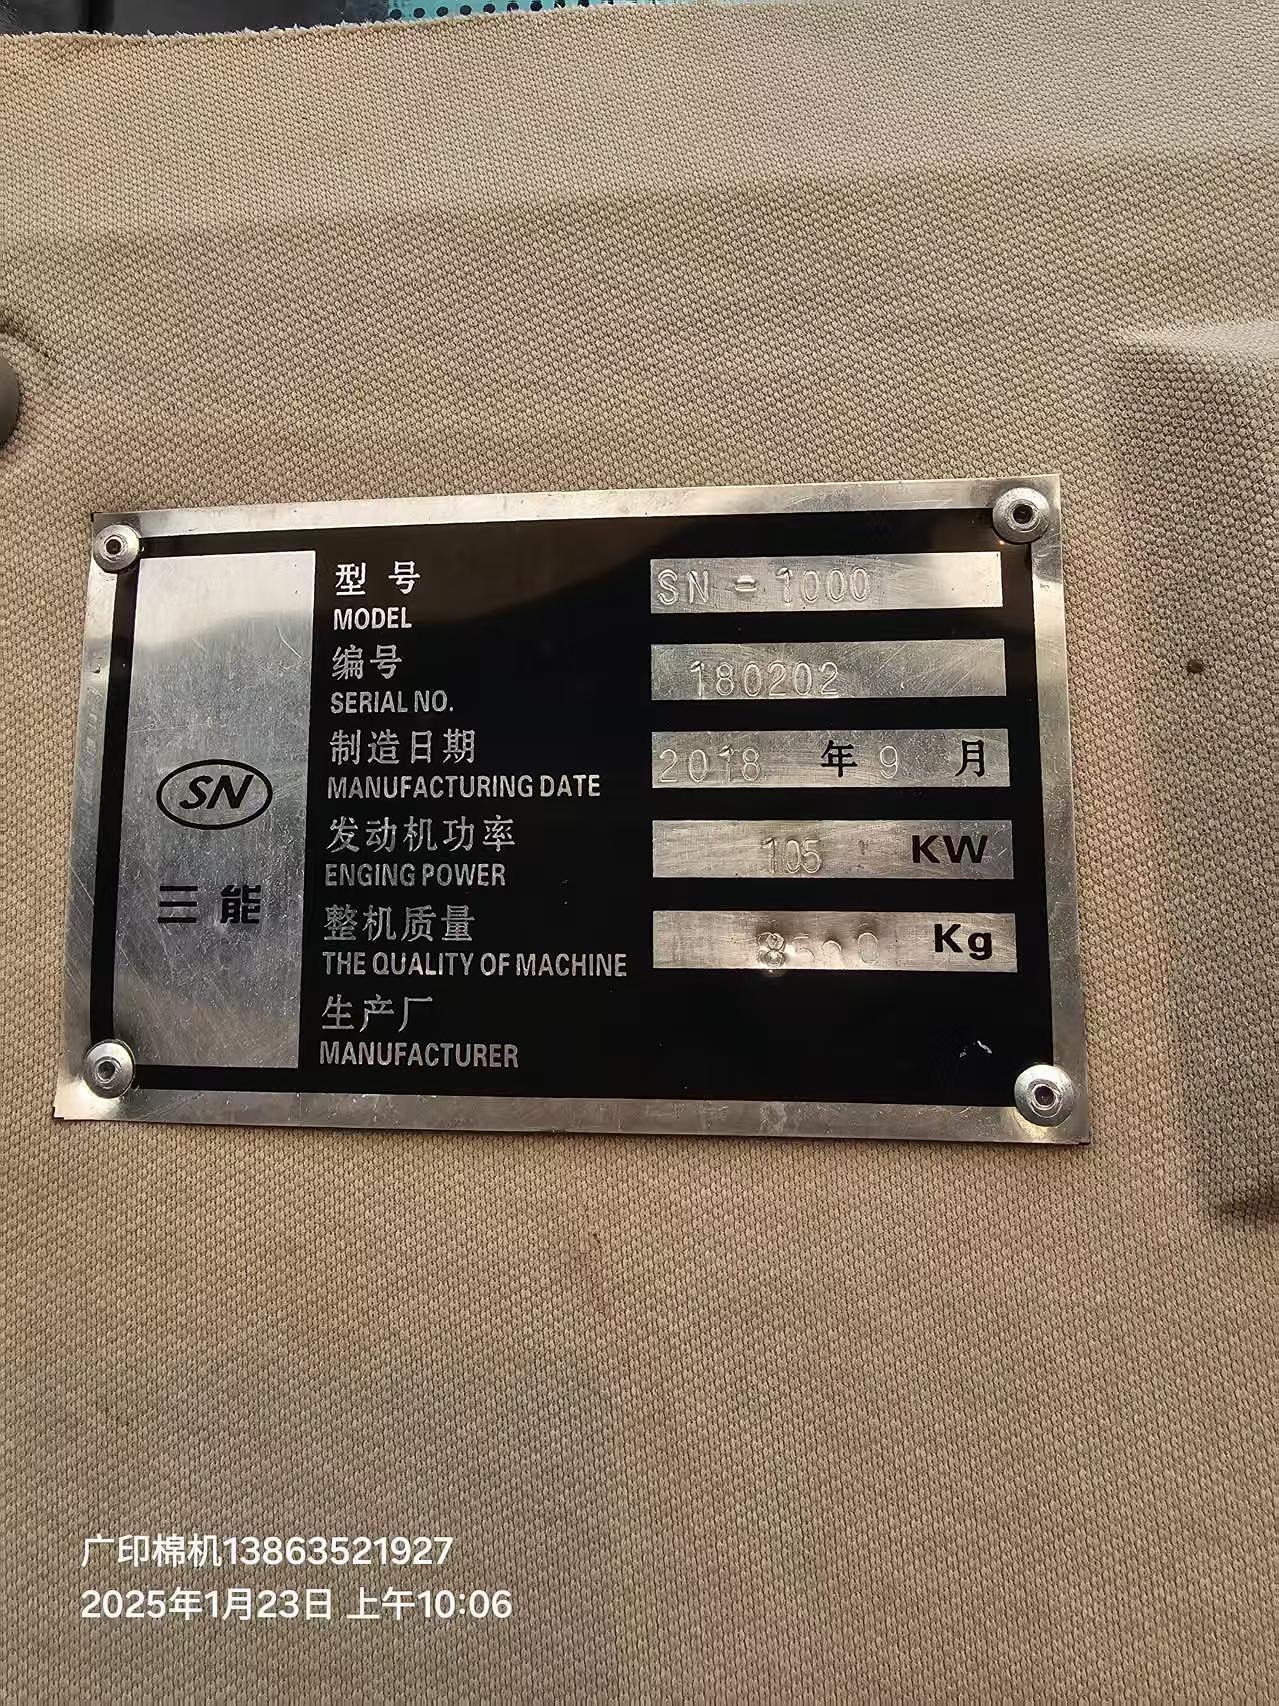 SN
三能
型号 SN-1000
MODEL
编号 180202
SERIAL NO.
制造日期 2018 年 9 月
MANUFACTURING DATE
发动机功率 105 KW
ENGING POWER
整机质量 8500 Kg
THE QUALITY OF MACHINE
生产厂
MANUFACTURER
广印棉机13863521927
2025年1月23日 上午10:06